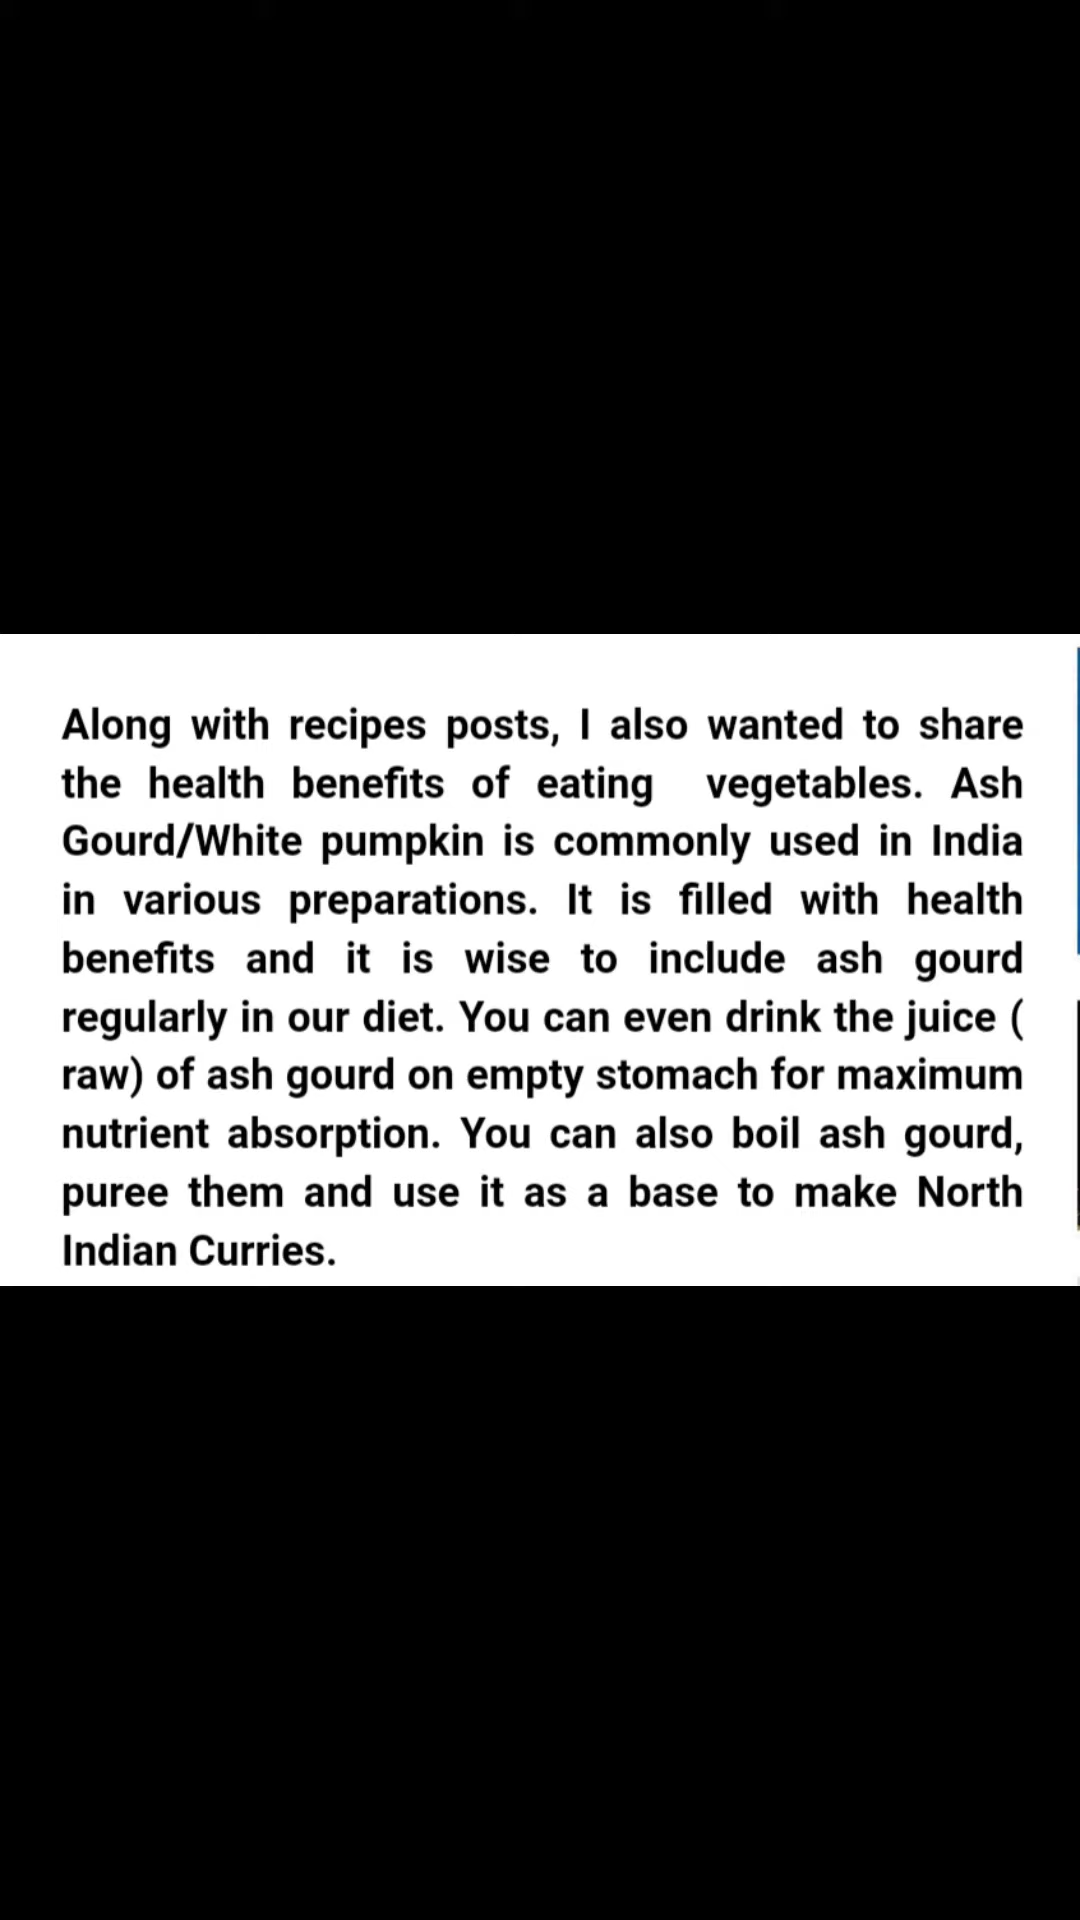 Along with recipes posts, I also wanted to share
the health benefits of eating  vegetables. Ash
Gourd/White pumpkin is commonly used in India
in various preparations. It is filled with health
benefits and it is wise to include ash gourd
regularly in our diet. You can even drink the juice (
raw) of ash gourd on empty stomach for maximum
nutrient absorption. You can also boil ash gourd,
puree them and use it as a base to make North
Indian Curries.